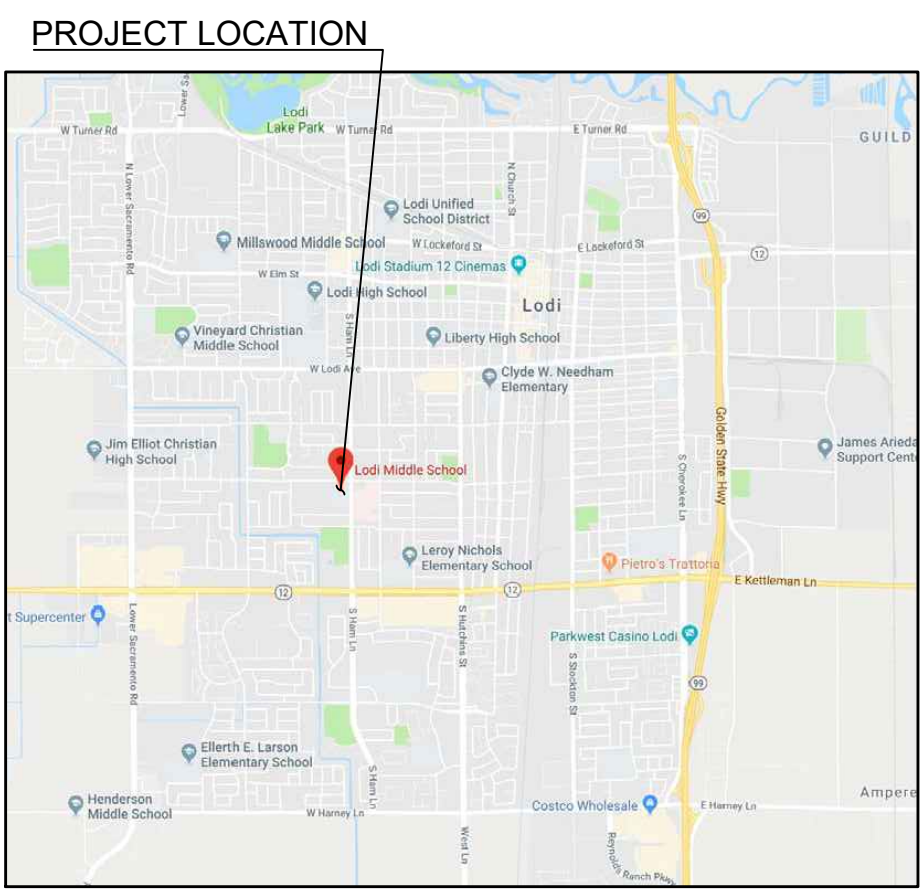 PROJECT LOCATION
Lower Sa
Lodi
Lake Park
W Turner Rd
W Turner Rd
E Turner Rd
GUILD
N Lower Sacramento Rd
N Church St
99
Lodi Unified
School District
Millswood Middle School
W Lockeford St
E Lockeford St
12
Lodi Stadium 12 Cinemas
W Elm St
Lodi High School
Lodi
S Ham Ln
Vineyard Christian
Middle School
Liberty High School
W Lodi Ave
Clyde W. Needham
Elementary
Golden State Hwy
Jim Elliot Christian
High School
James Arieda
Support Cent
S Cherokee Ln
Lodi Middle School
Leroy Nichols
Elementary School
Pietro's Trattoria
E Kettleman Ln
12
12
t Supercenter
Lower Sacramento Rd
S Ham Ln
S Hutchins St
Parkwest Casino Lodi
S Stockton St
99
Ellerth E. Larson
Elementary School
S Ham Ln
Henderson
Middle School
W Harney Ln
Costco Wholesale
E Harney Ln
Ampere
West Ln
Reynolds Ranch Pkwy